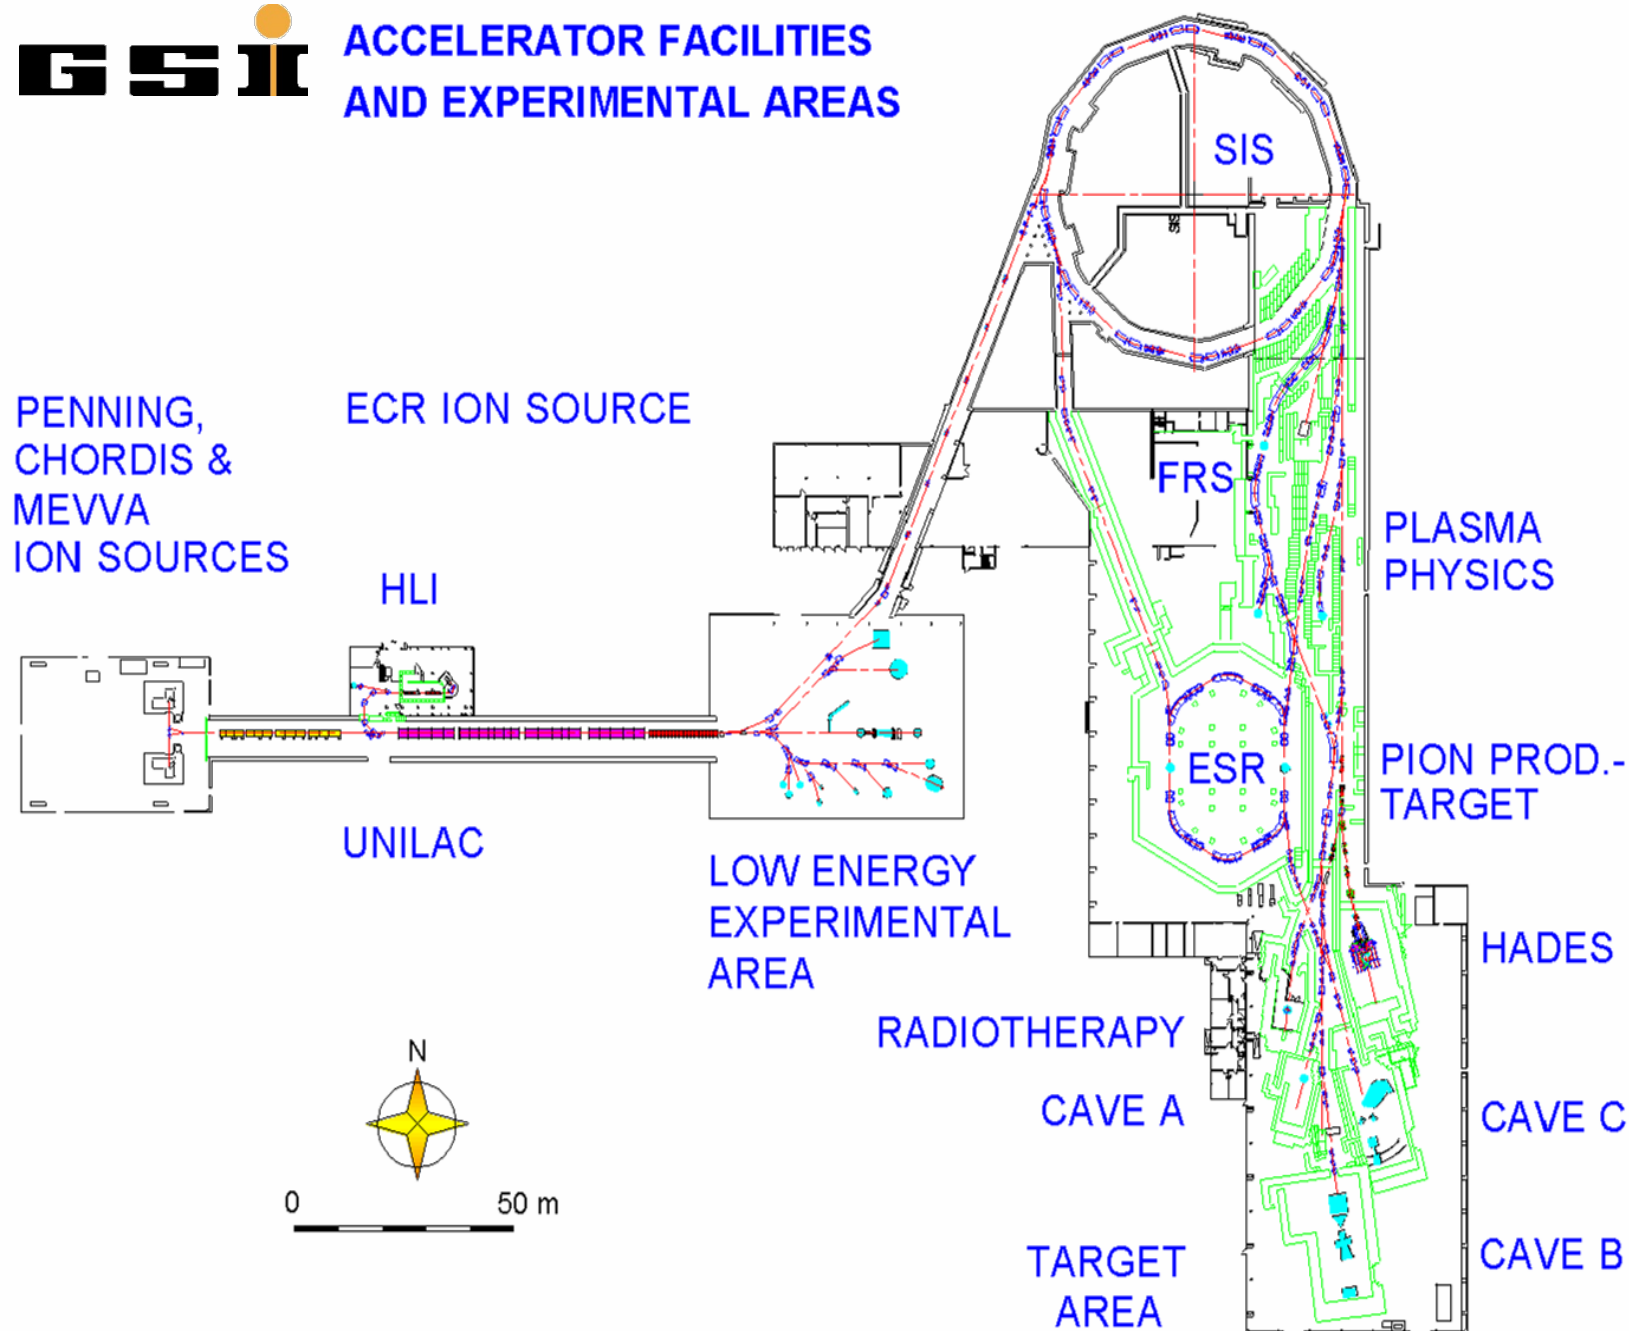 GSI
ACCELERATOR FACILITIES
AND EXPERIMENTAL AREAS
SIS
SIS
PENNING,
CHORDIS &
MEVVA
ION SOURCES
ECR ION SOURCE
HLI
FRS
PLASMA
PHYSICS
ESR
PION PROD.-
TARGET
UNILAC
LOW ENERGY
EXPERIMENTAL
AREA
HADES
RADIOTHERAPY
CAVE A
CAVE C
N
0 50 m
TARGET
AREA
CAVE B